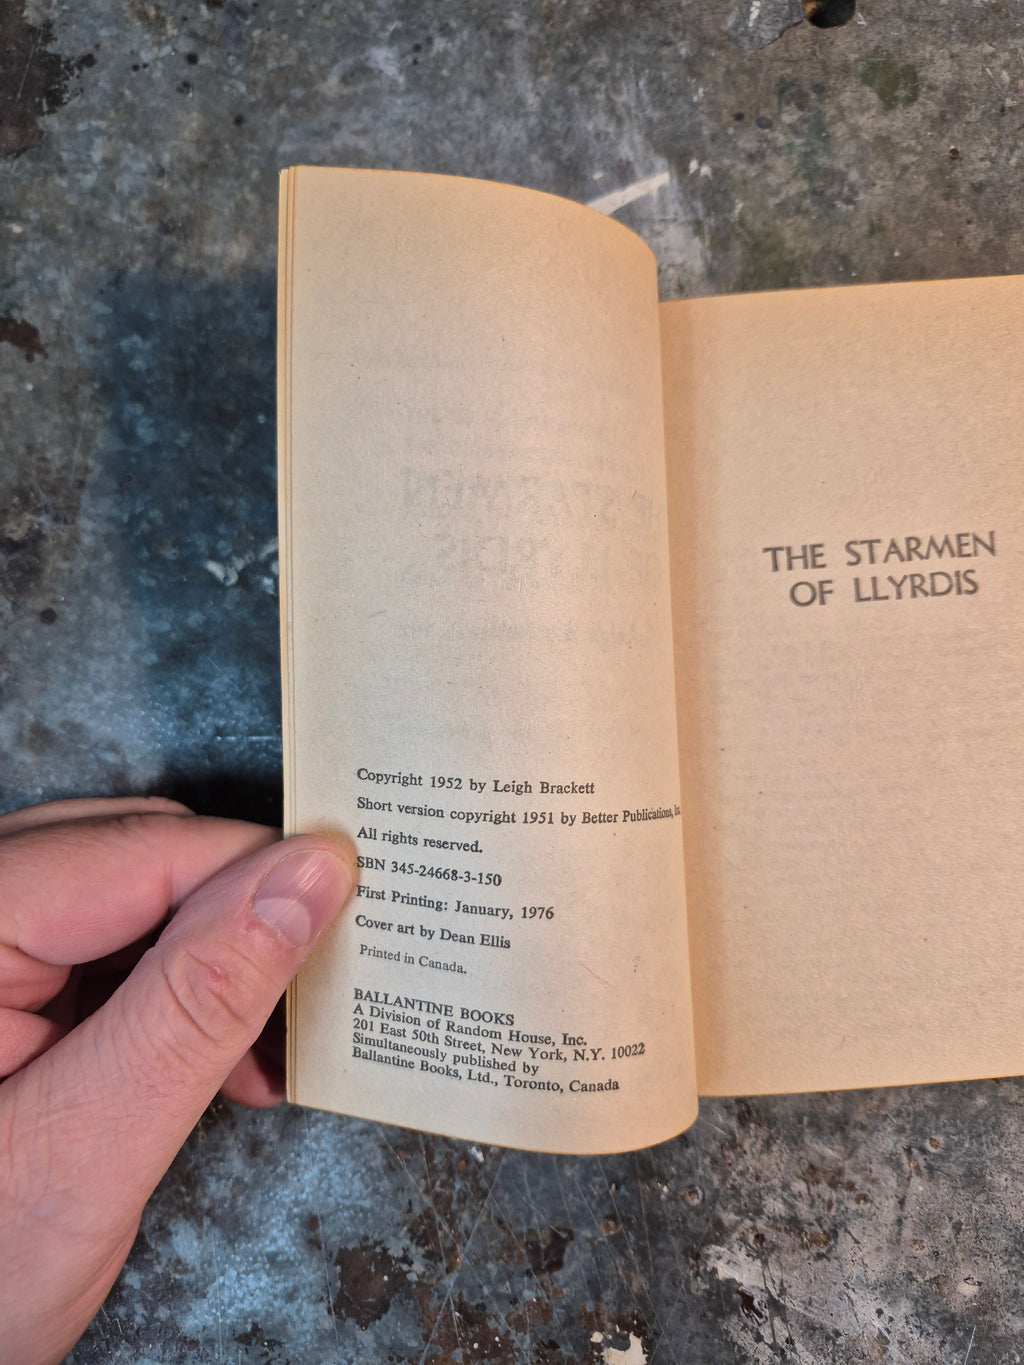 Copyright 1952 by Leigh Brackett
Short version copyright 1951 by Better Publications, Inc.
All rights reserved.
SBN 345-24668-3-150
First Printing: January, 1976
Cover art by Dean Ellis
Printed in Canada.
BALLANTINE BOOKS
A Division of Random House, Inc.
201 East 50th Street, New York, N.Y. 10022
Simultaneously published by
Ballantine Books, Ltd., Toronto, Canada
THE STARMEN
OF LLYRDIS